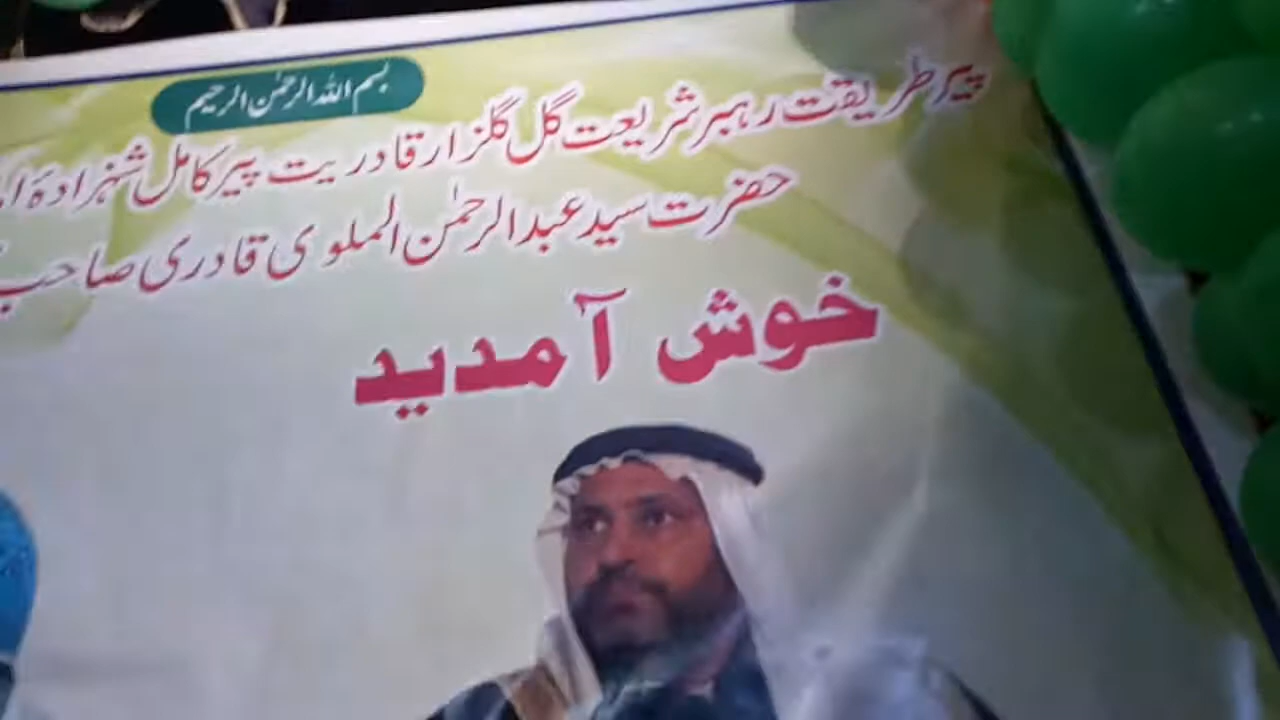 بسم اللہ الرحمٰن الرحیم
پیر طریقت رہبر شریعت گل گلزار قادریت پیر کامل شہزادۂ
حضرت سید عبدالرحمٰن الملوی قادری صاحب
خوش آمدید